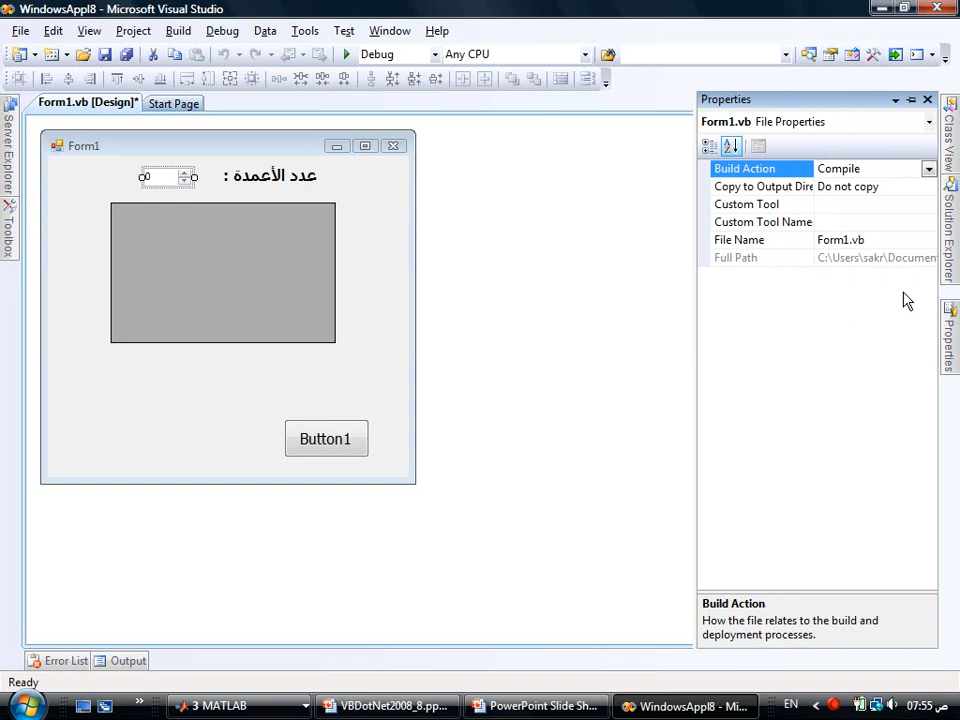 WindowsAppl8 - Microsoft Visual Studio
File Edit View Project Build Debug Data Tools Test Window Help
Debug Any CPU
Form1.vb [Design]* Start Page
Server Explorer
Toolbox
Form1
0 عدد الأعمدة :
Button1
Properties
Form1.vb File Properties
Build Action Compile
Copy to Output Dire Do not copy
Custom Tool
Custom Tool Name
File Name Form1.vb
Full Path C:\Users\sakr\Document
Build Action
How the file relates to the build and
deployment processes.
Class View
Solution Explorer
Properties
Error List Output
Ready
3 MATLAB VBDotNet2008_8.pp... PowerPoint Slide Sh... WindowsAppl8 - Mi... EN 07:55 ص